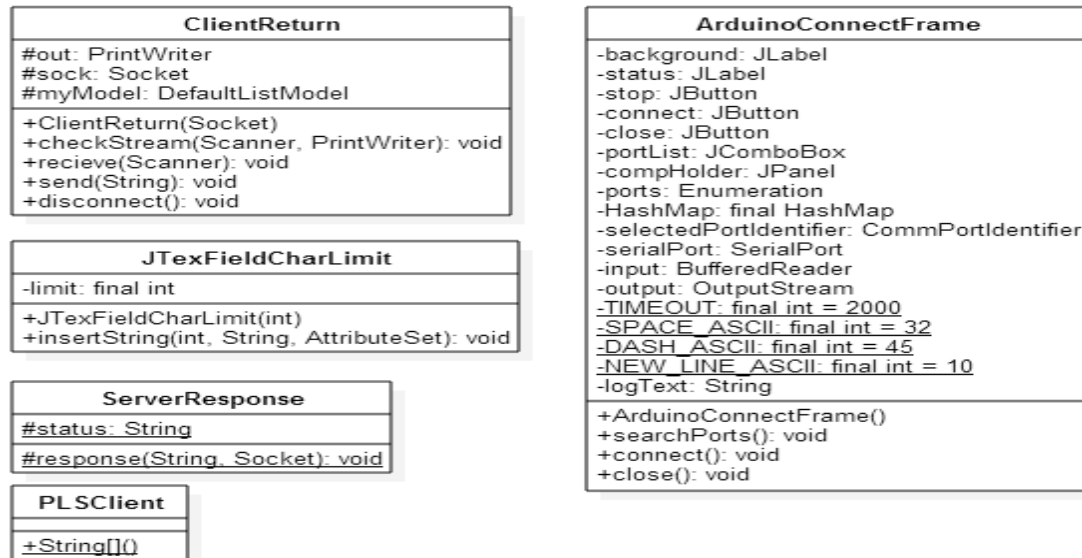 ClientReturn
#out: PrintWriter
#sock: Socket
#myModel: DefaultListModel
+ClientReturn(Socket)
+checkStream(Scanner, PrintWriter): void
+recieve(Scanner): void
+send(String): void
+disconnect(): void
JTexFieldCharLimit
-limit: final int
+JTexFieldCharLimit(int)
+insertString(int, String, AttributeSet): void
ServerResponse
#status: String
#response(String, Socket): void
PLSClient
+String[]()
ArduinoConnectFrame
-background: JLabel
-status: JLabel
-stop: JButton
-connect: JButton
-close: JButton
-portList: JComboBox
-compHolder: JPanel
-ports: Enumeration
-HashMap: final HashMap
-selectedPortIdentifier: CommPortIdentifier
-serialPort: SerialPort
-input: BufferedReader
-output: OutputStream
-TIMEOUT: final int = 2000
-SPACE_ASCII: final int = 32
-DASH_ASCII: final int = 45
-NEW_LINE_ASCII: final int = 10
-logText: String
+ArduinoConnectFrame()
+searchPorts(): void
+connect(): void
+close(): void